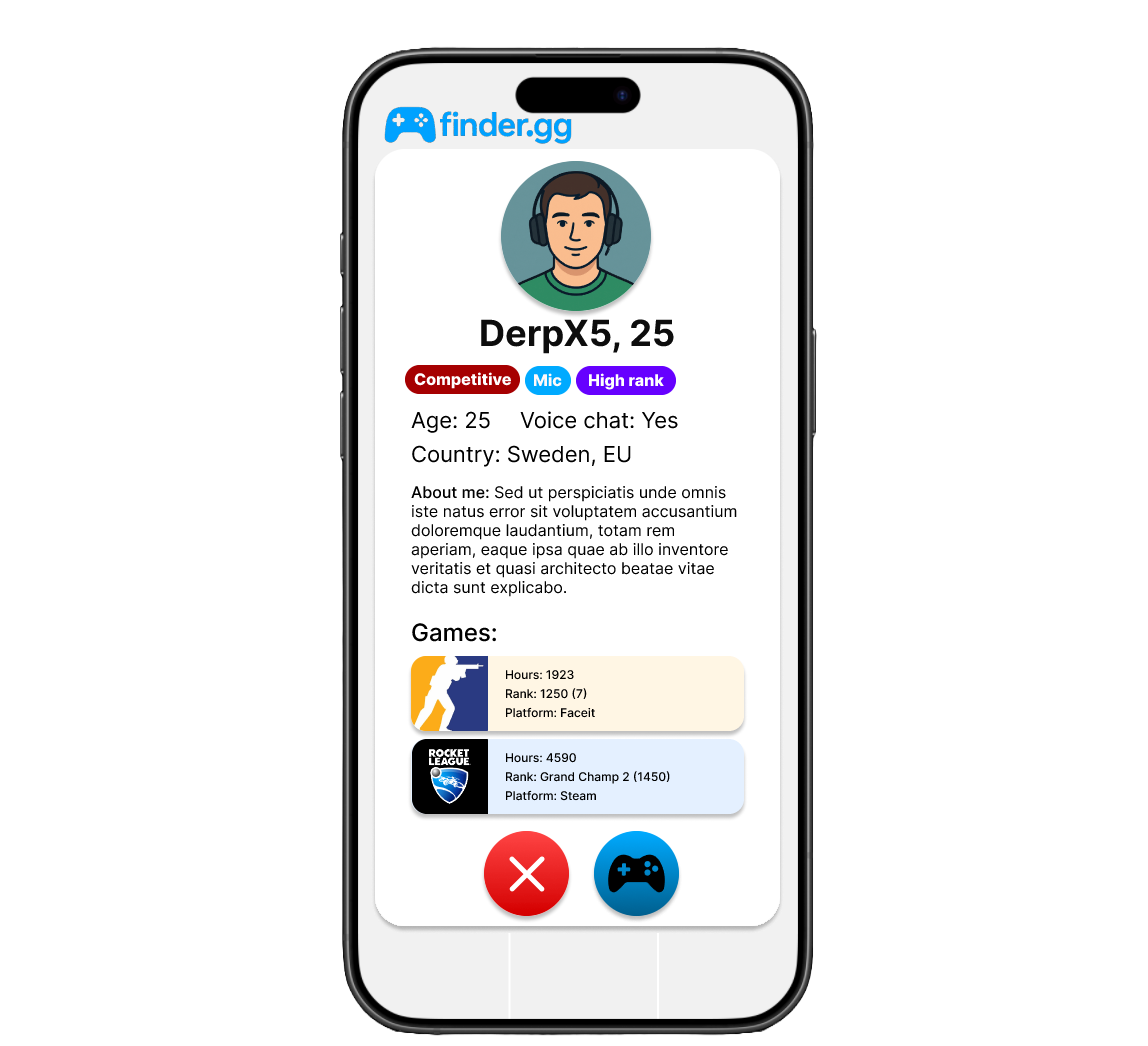 finder.gg
DerpX5, 25
Competitive Mic High rank
Age: 25 Voice chat: Yes
Country: Sweden, EU
About me: Sed ut perspiciatis unde omnis
iste natus error sit voluptatem accusantium
doloremque laudantium, totam rem
aperiam, eaque ipsa quae ab illo inventore
veritatis et quasi architecto beatae vitae
dicta sunt explicabo.
Games:
Hours: 1923
Rank: 1250 (7)
Platform: Faceit
ROCKET
LEAGUE
Hours: 4590
Rank: Grand Champ 2 (1450)
Platform: Steam